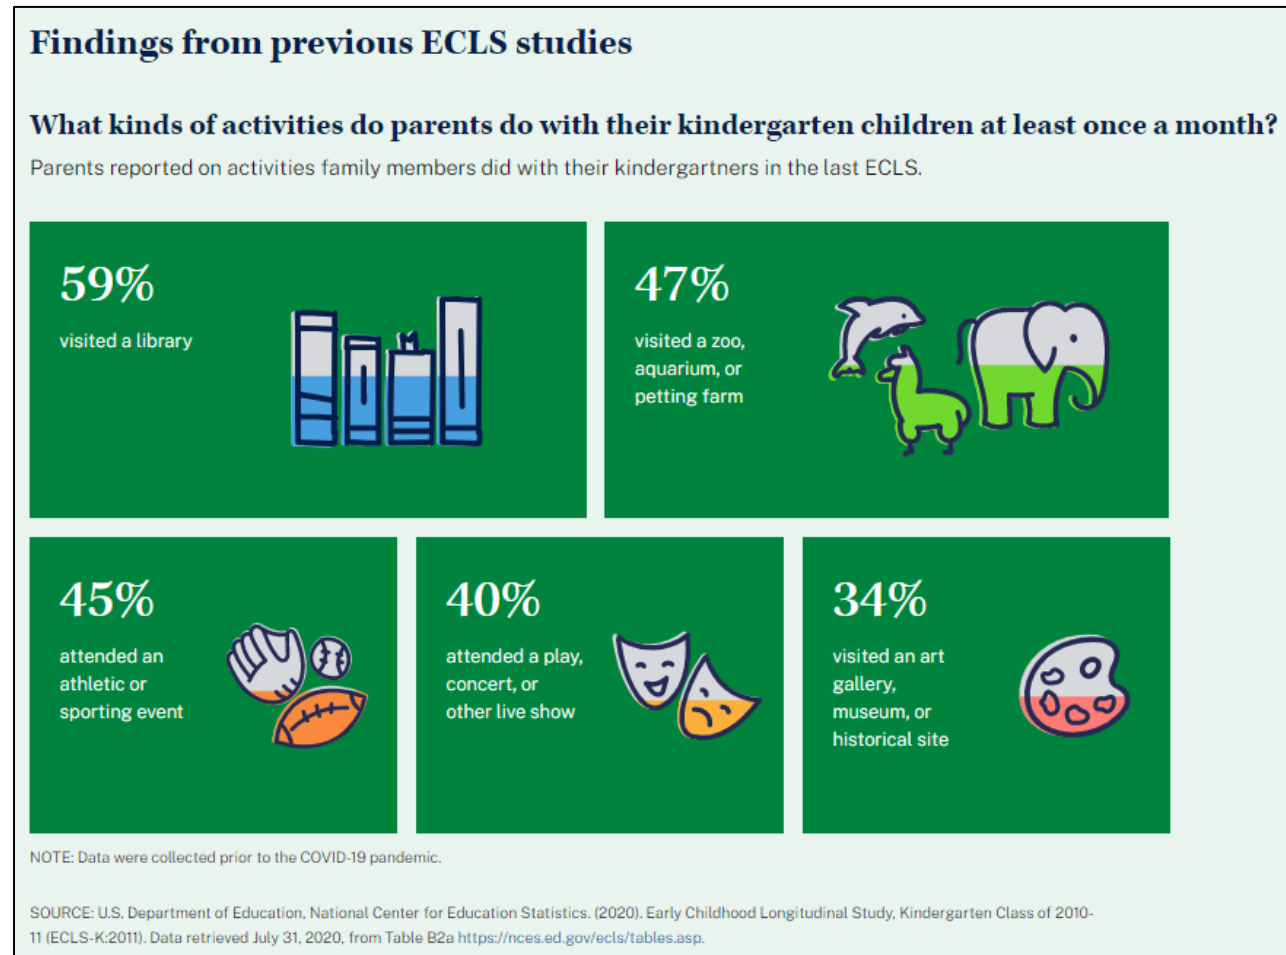 Findings from previous ECLS studies
What kinds of activities do parents do with their kindergarten children at least once a month?
Parents reported on activities family members did with their kindergartners in the last ECLS.
59%
visited a library
47%
visited a zoo,
aquarium, or
petting farm
45%
attended an
athletic or
sporting event
40%
attended a play,
concert, or
other live show
34%
visited an art
gallery,
museum, or
historical site
NOTE: Data were collected prior to the COVID-19 pandemic.
SOURCE: U.S. Department of Education, National Center for Education Statistics. (2020). Early Childhood Longitudinal Study, Kindergarten Class of 2010-
11 (ECLS-K:2011). Data retrieved July 31, 2020, from Table B2a https://nces.ed.gov/ecls/tables.asp.